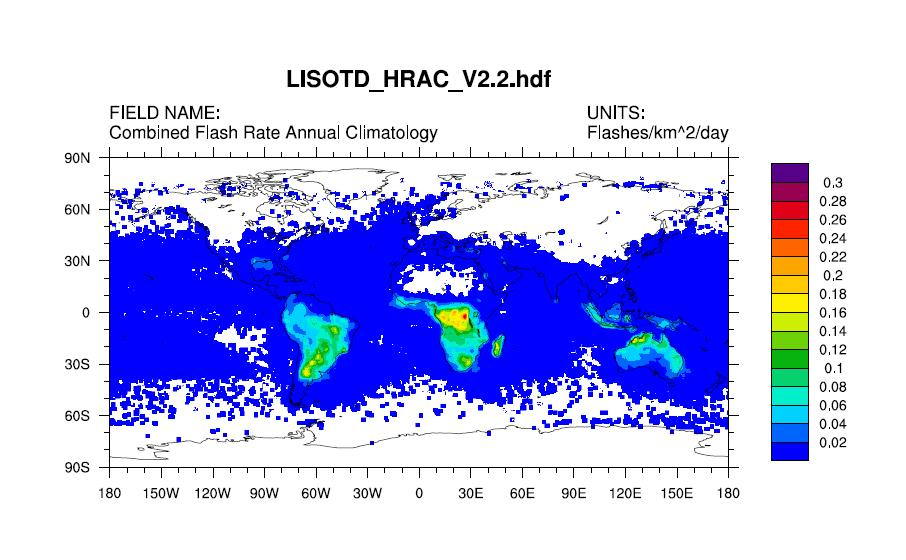 LISOTD_HRAC_V2.2.hdf
FIELD NAME:
UNITS:
Combined Flash Rate Annual Climatology
Flashes/km^2/day
90N
60N
30N
0
30S
60S
90S
180 150W 120W 90W 60W 30W 0 30E 60E 90E 120E 150E 180
0.3
0.28
0.26
0.24
0.22
0.2
0.18
0.16
0.14
0.12
0.1
0.08
0.06
0.04
0.02